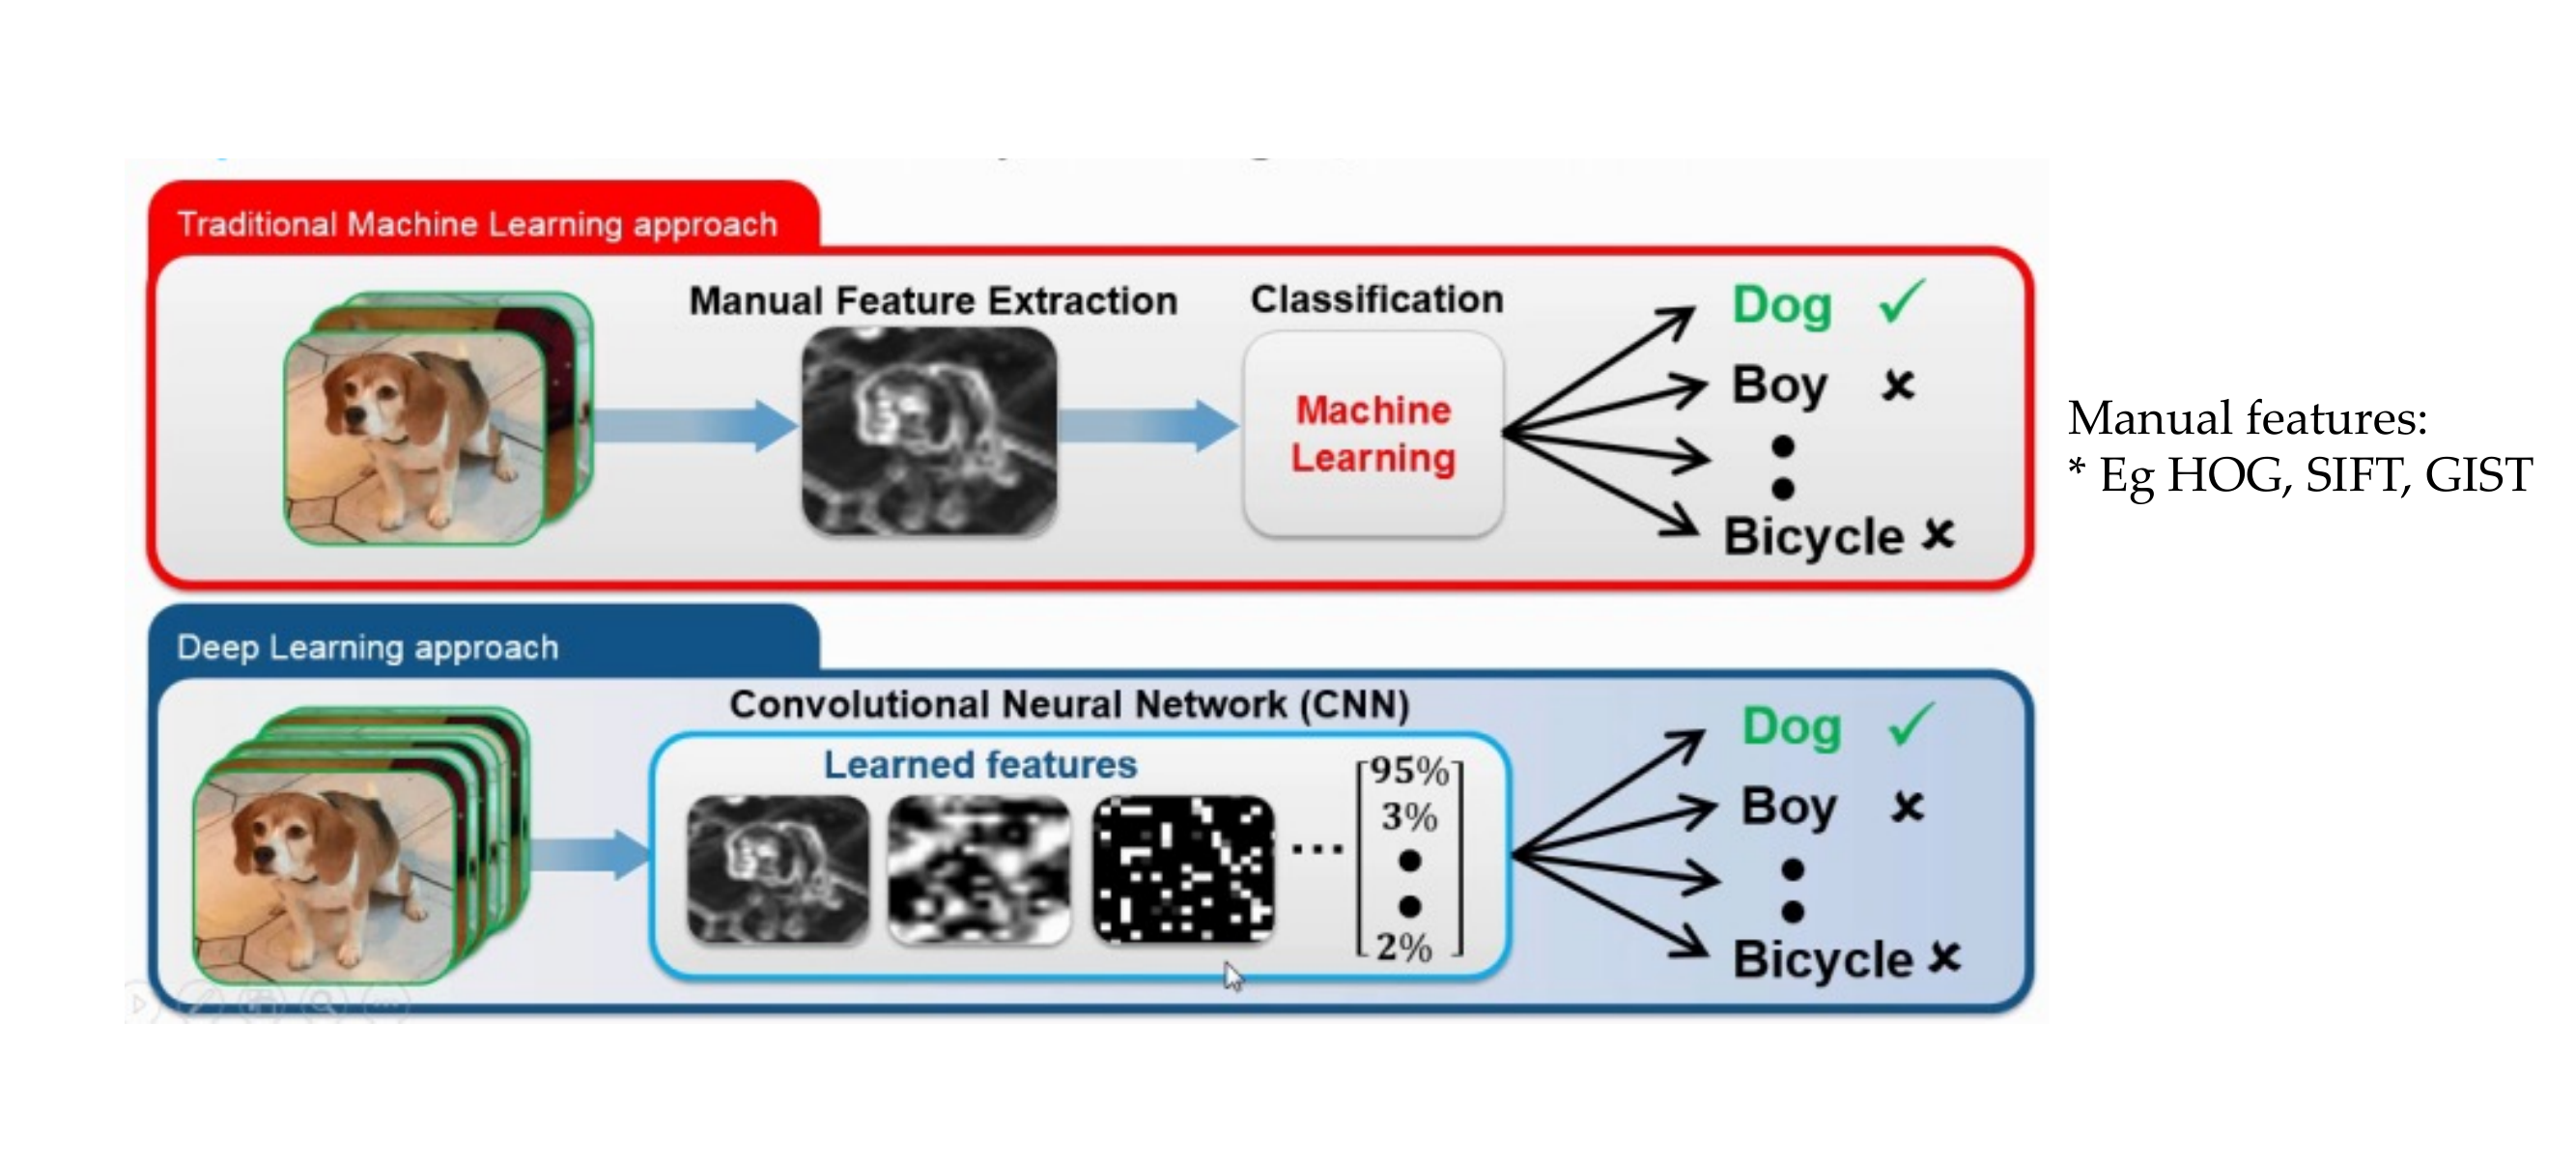 Traditional Machine Learning approach
Manual Feature Extraction
Classification
Machine
Learning
Dog ✓
Boy ✘
Bicycle ✘
Manual features:
* Eg HOG, SIFT, GIST
Deep Learning approach
Convolutional Neural Network (CNN)
Learned features
...
95%
3%
2%
Dog ✓
Boy ✘
Bicycle ✘